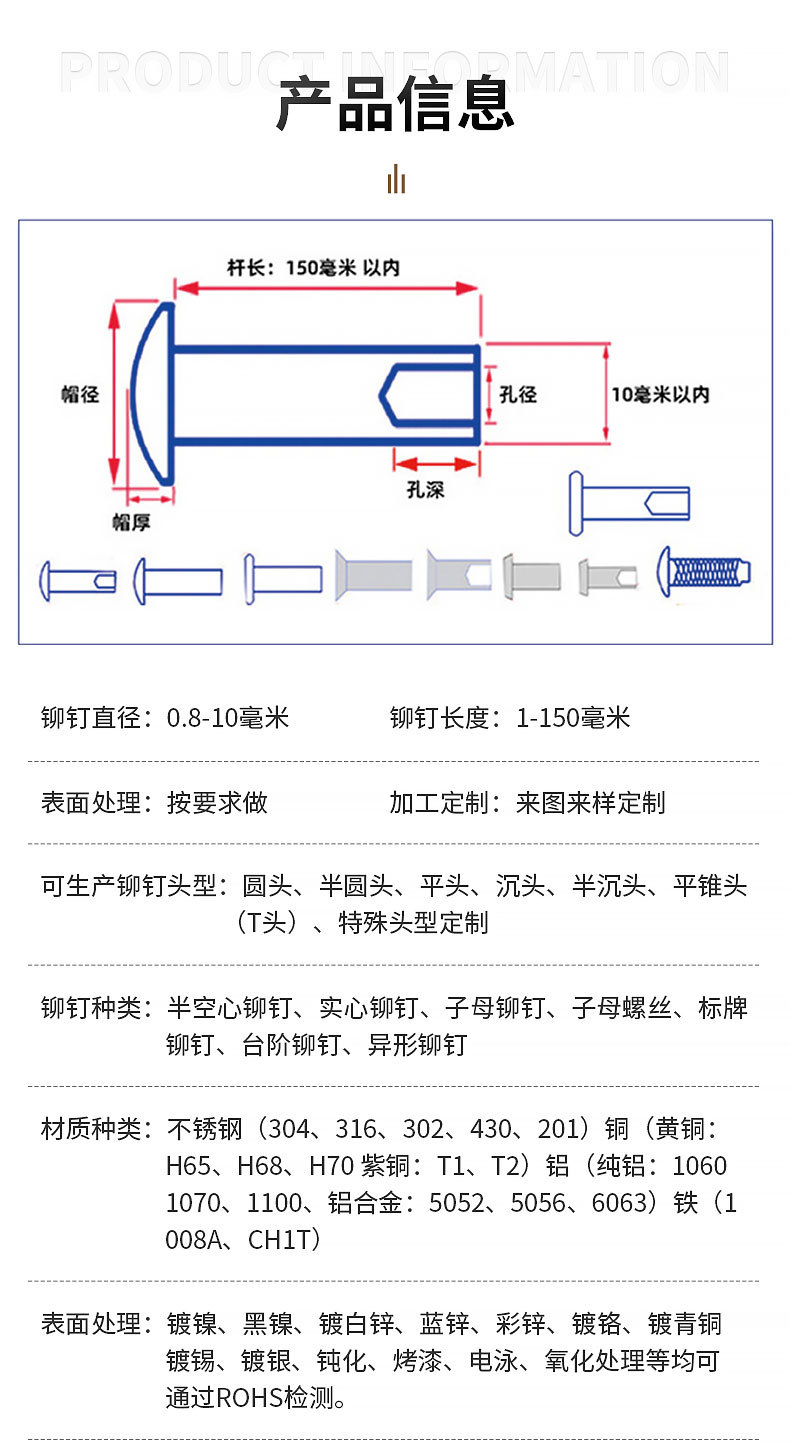 PRODUCT INFORMATION
产品信息
杆长：150毫米 以内
帽径
孔径
10毫米以内
孔深
帽厚
铆钉直径：0.8-10毫米
铆钉长度：1-150毫米
表面处理：按要求做
加工定制：来图来样定制
可生产铆钉头型：圆头、半圆头、平头、沉头、半沉头、平锥头
（T头）、特殊头型定制
铆钉种类：半空心铆钉、实心铆钉、子母铆钉、子母螺丝、标牌
铆钉、台阶铆钉、异形铆钉
材质种类：不锈钢（304、316、302、430、201）铜（黄铜：
H65、H68、H70 紫铜：T1、T2）铝（纯铝：1060
1070、1100、铝合金：5052、5056、6063）铁（1
008A、CH1T）
表面处理：镀镍、黑镍、镀白锌、蓝锌、彩锌、镀铬、镀青铜
镀锡、镀银、钝化、烤漆、电泳、氧化处理等均可
通过ROHS检测。